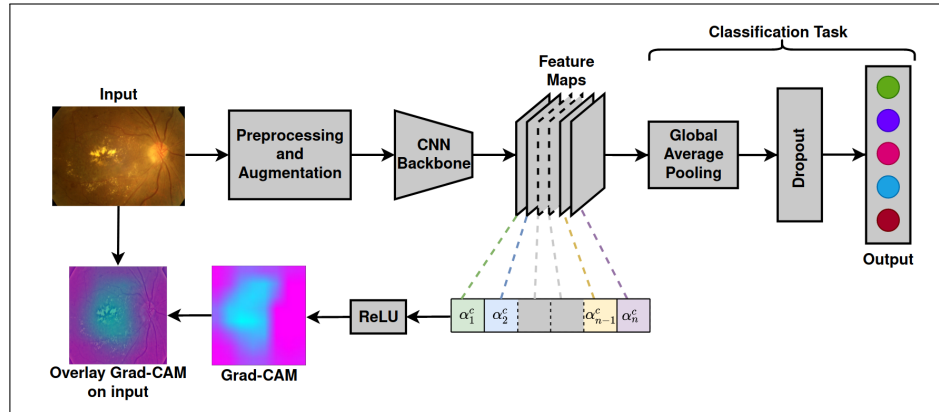 Classification Task
Feature
Maps
Input
Preprocessing
and
Augmentation
CNN
Backbone
Global
Average
Pooling
Dropout
Output
α₁ᶜ α₂ᶜ αₙ₋₁ᶜ αₙᶜ
ReLU
Grad-CAM
Overlay Grad-CAM
on input